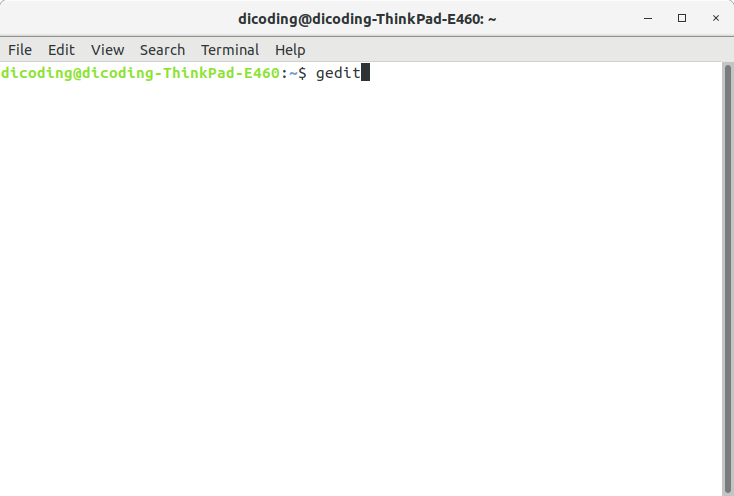 dicoding@dicoding-ThinkPad-E460: ~
File Edit View Search Terminal Help
dicoding@dicoding-ThinkPad-E460:~$ gedit